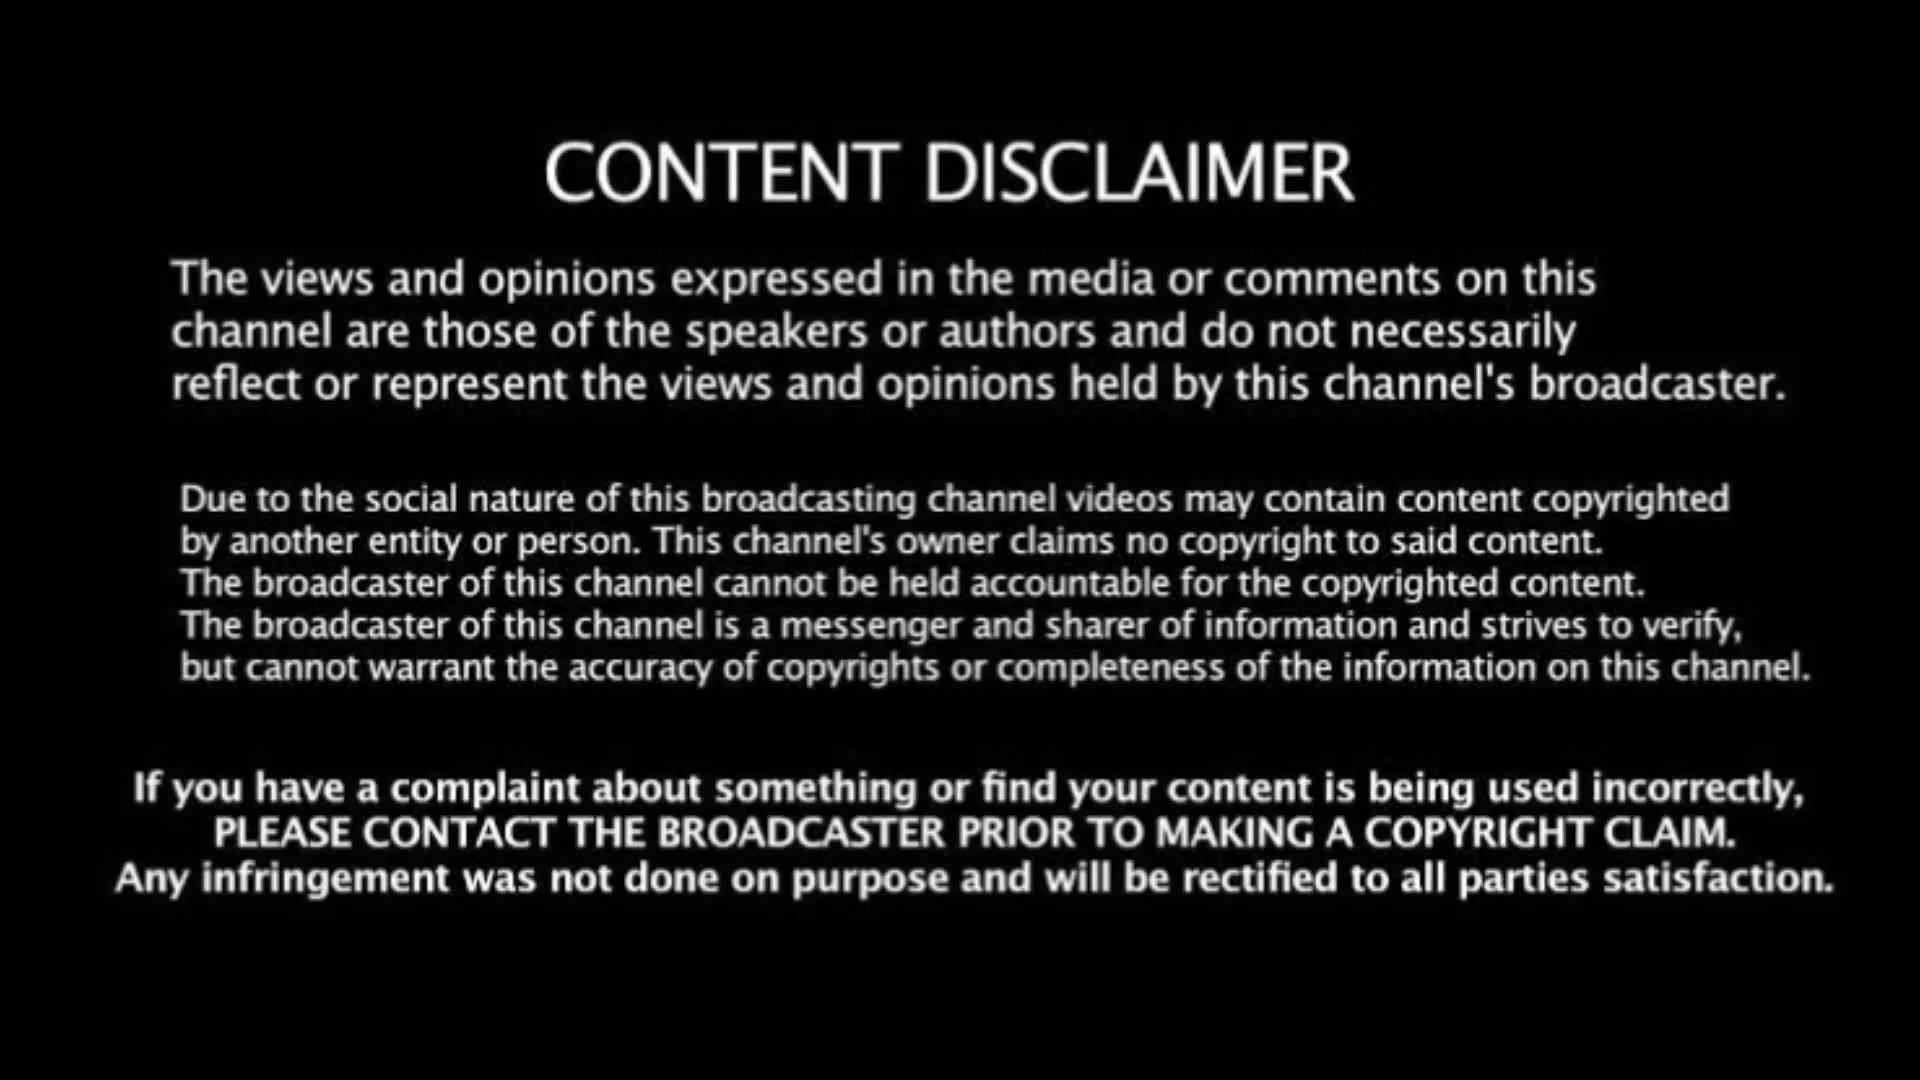 CONTENT DISCLAIMER
The views and opinions expressed in the media or comments on this
channel are those of the speakers or authors and do not necessarily
reflect or represent the views and opinions held by this channel's broadcaster.
Due to the social nature of this broadcasting channel videos may contain content copyrighted
by another entity or person. This channel's owner claims no copyright to said content.
The broadcaster of this channel cannot be held accountable for the copyrighted content.
The broadcaster of this channel is a messenger and sharer of information and strives to verify,
but cannot warrant the accuracy of copyrights or completeness of the information on this channel.
If you have a complaint about something or find your content is being used incorrectly,
PLEASE CONTACT THE BROADCASTER PRIOR TO MAKING A COPYRIGHT CLAIM.
Any infringement was not done on purpose and will be rectified to all parties satisfaction.